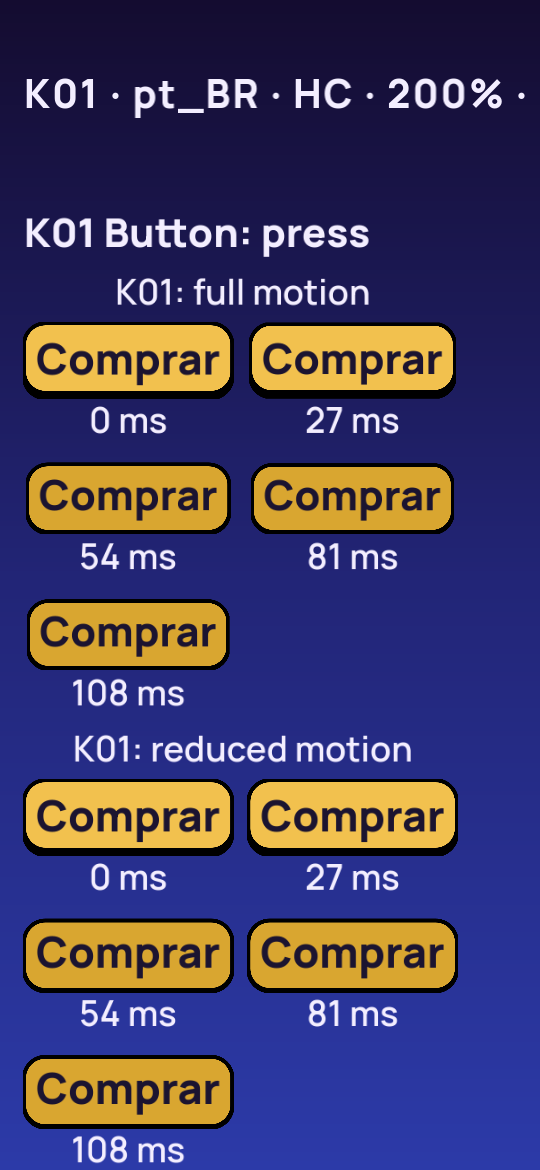 K01 · pt_BR · HC · 200% ·
K01 Button: press
K01: full motion
Comprar Comprar
0 ms 27 ms
Comprar Comprar
54 ms 81 ms
Comprar
108 ms
K01: reduced motion
Comprar Comprar
0 ms 27 ms
Comprar Comprar
54 ms 81 ms
Comprar
108 ms